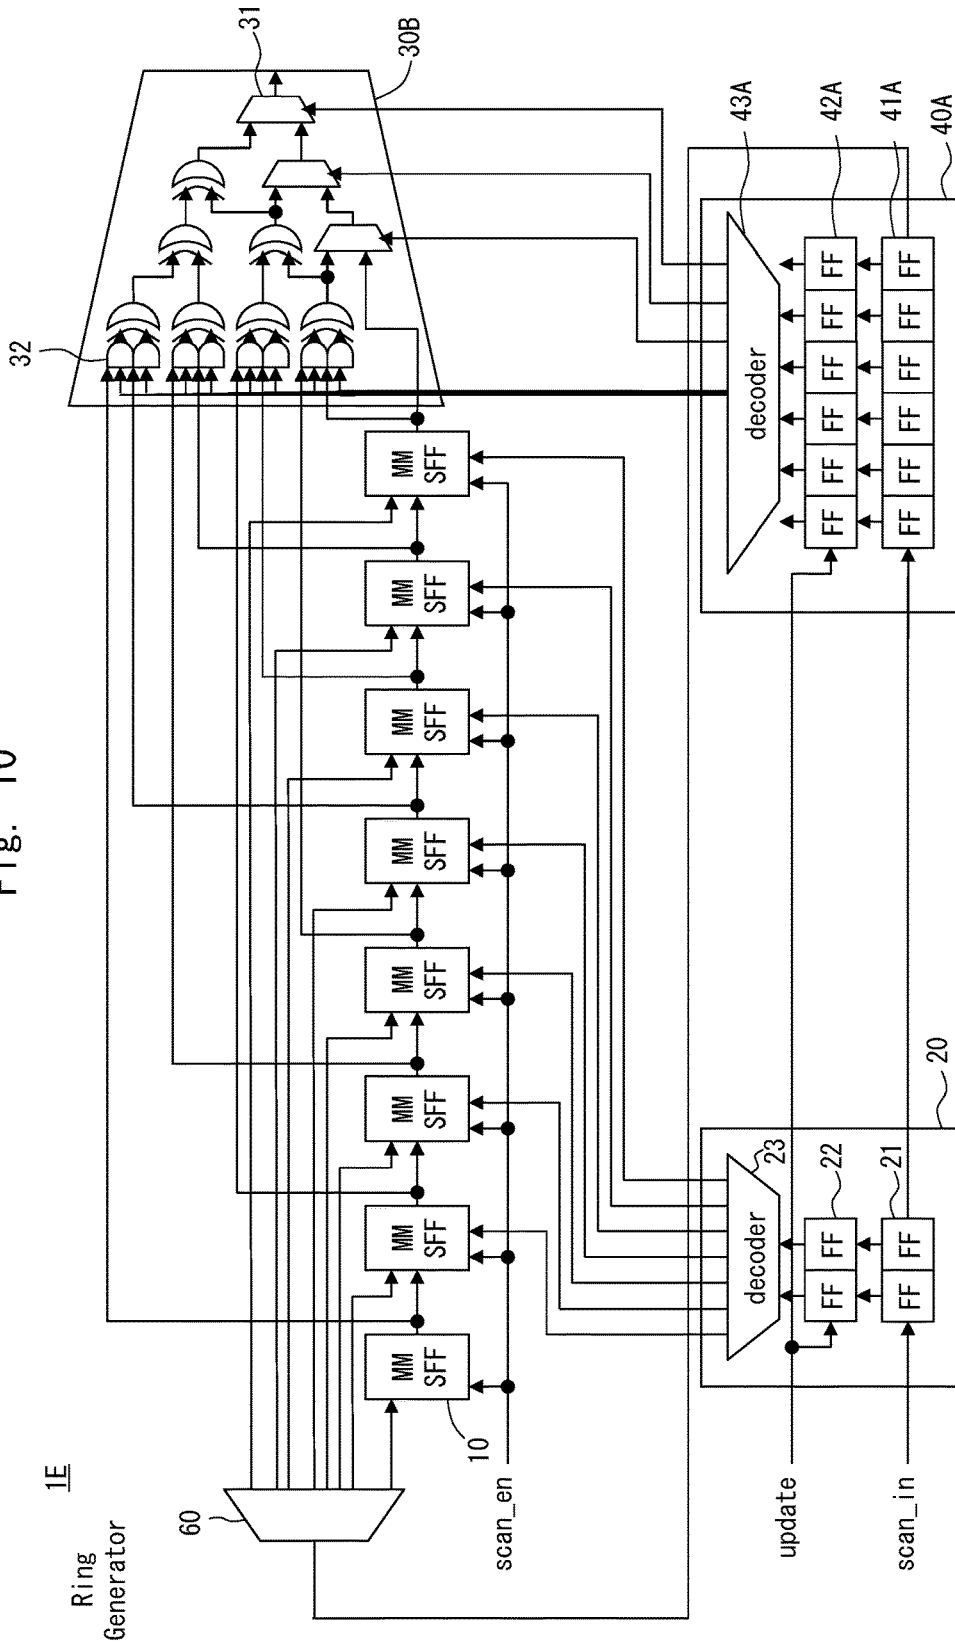 Fig. 10
1E
Ring
Generator
60
32
31
30B
MM
SFF
MM
SFF
MM
SFF
MM
SFF
MM
SFF
MM
SFF
MM
SFF
MM
SFF
10
scan_en
update
scan_in
decoder
23
FF
FF
22
FF
FF
21
20
decoder
43A
FF
FF
FF
FF
FF
FF
42A
FF
FF
FF
FF
FF
FF
41A
40A